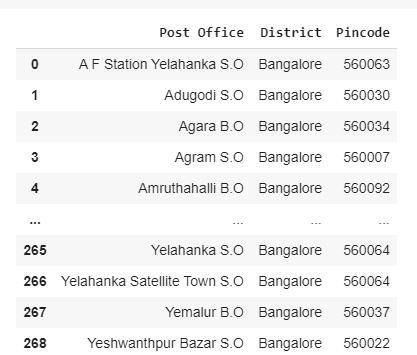 Post Office District Pincode
0 A F Station Yelahanka S.O Bangalore 560063
1 Adugodi S.O Bangalore 560030
2 Agara B.O Bangalore 560034
3 Agram S.O Bangalore 560007
4 Amruthahalli B.O Bangalore 560092
... ... ... ...
265 Yelahanka S.O Bangalore 560064
266 Yelahanka Satellite Town S.O Bangalore 560064
267 Yemalur B.O Bangalore 560037
268 Yeshwanthpur Bazar S.O Bangalore 560022